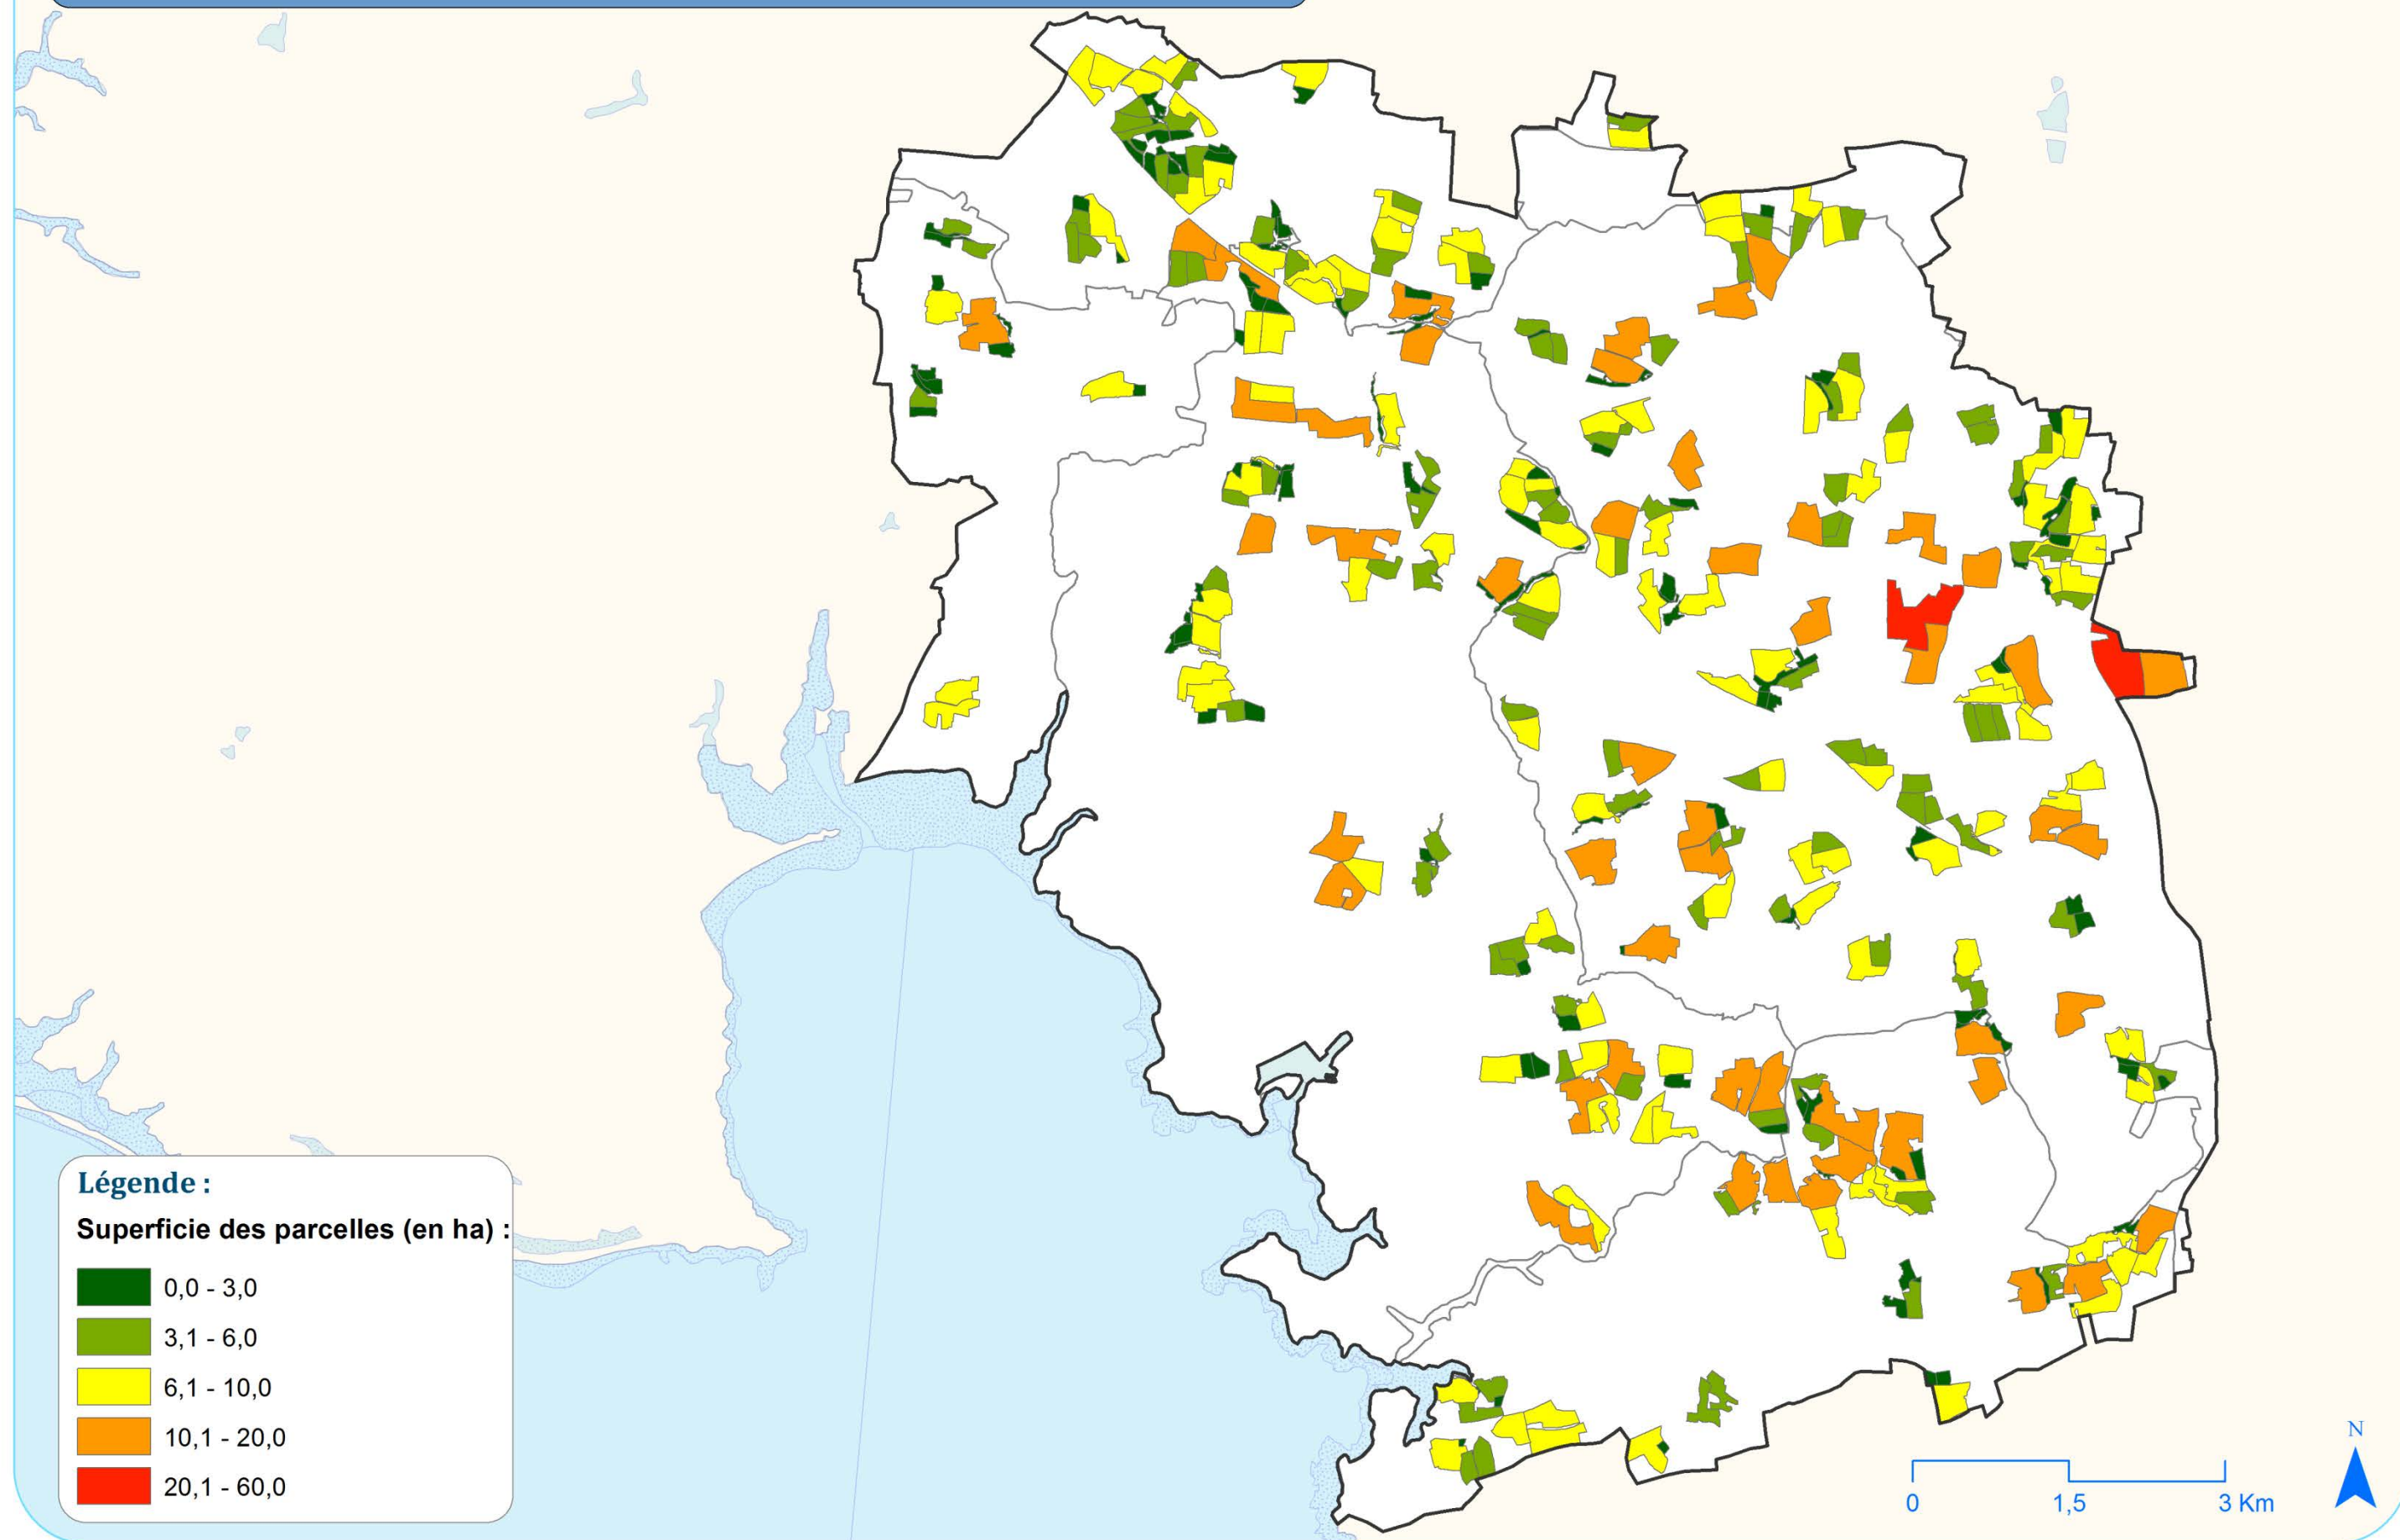 Légende :
Superficie des parcelles (en ha) :
0,0 - 3,0
3,1 - 6,0
6,1 - 10,0
10,1 - 20,0
20,1 - 60,0
N
0 1,5 3 Km